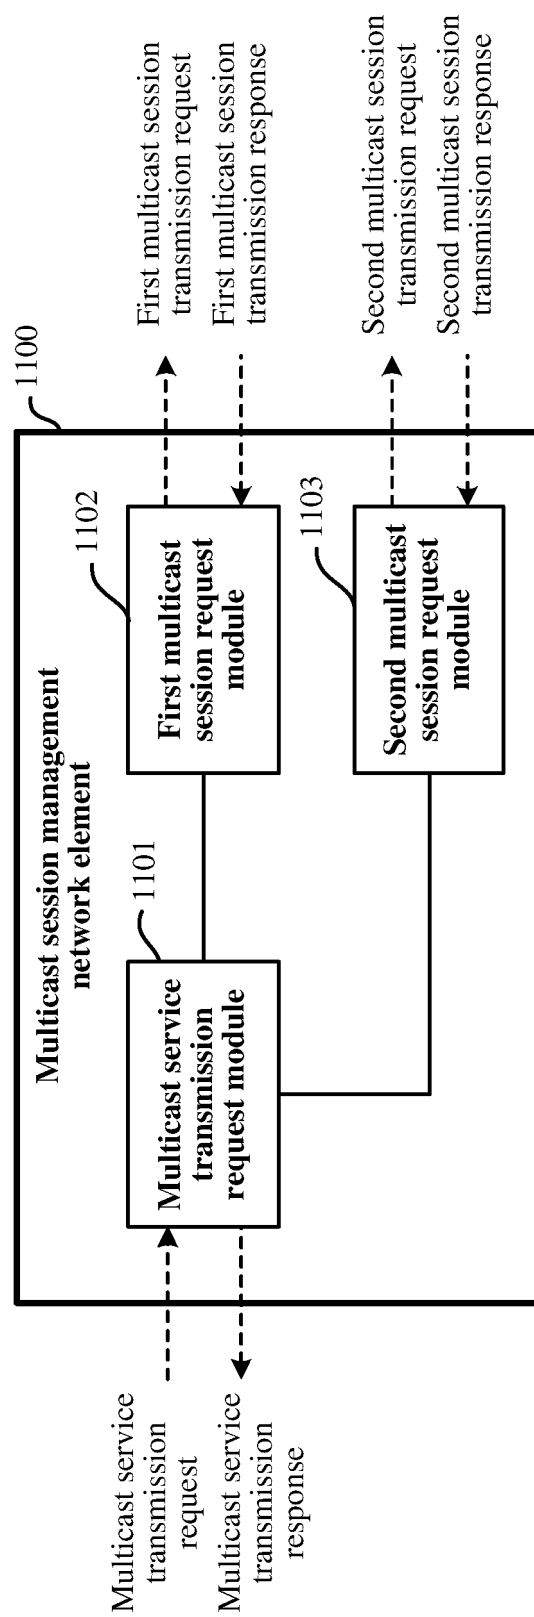 1100
Multicast session management
network element
Multicast service
transmission
request
Multicast service
transmission
response
1101
Multicast service
transmission
request module
1102
First multicast
session request
module
First multicast session
transmission request
First multicast session
transmission response
1103
Second multicast
session request
module
Second multicast session
transmission request
Second multicast session
transmission response